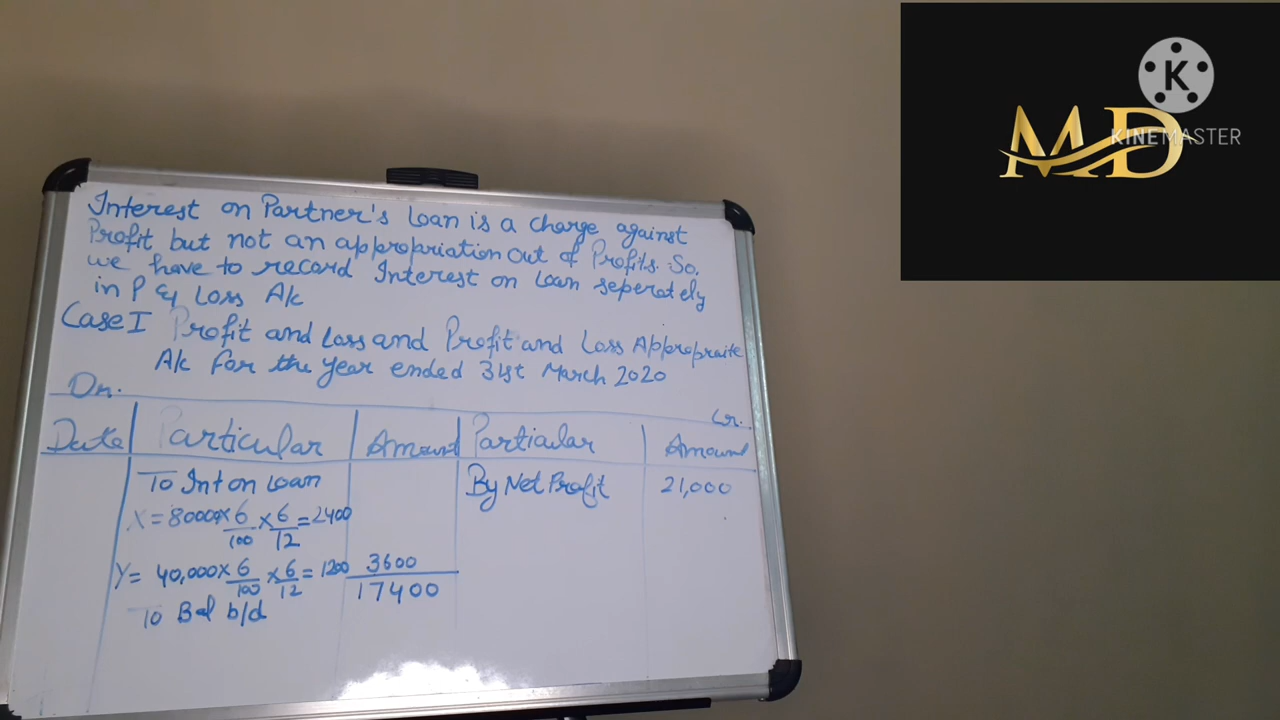 MD
K
KINEMASTER
Interest on Partner's Loan is a charge against
Profit but not an appropriation out of Profits. So,
we have to record Interest on Loan seperately
in P & Loss A/c
Case I Profit and Loss and Profit and Loss Appropraite
A/c for the year ended 31st March 2020
Dr. Cr.
Date Particular Amount Particular Amount
To Int on Loan By Net Profit 21,000
X = 80000 × 6/100 × 6/12 = 2400
Y = 40,000 × 6/100 × 6/12 = 1200 3600
17400
To Bal b/d